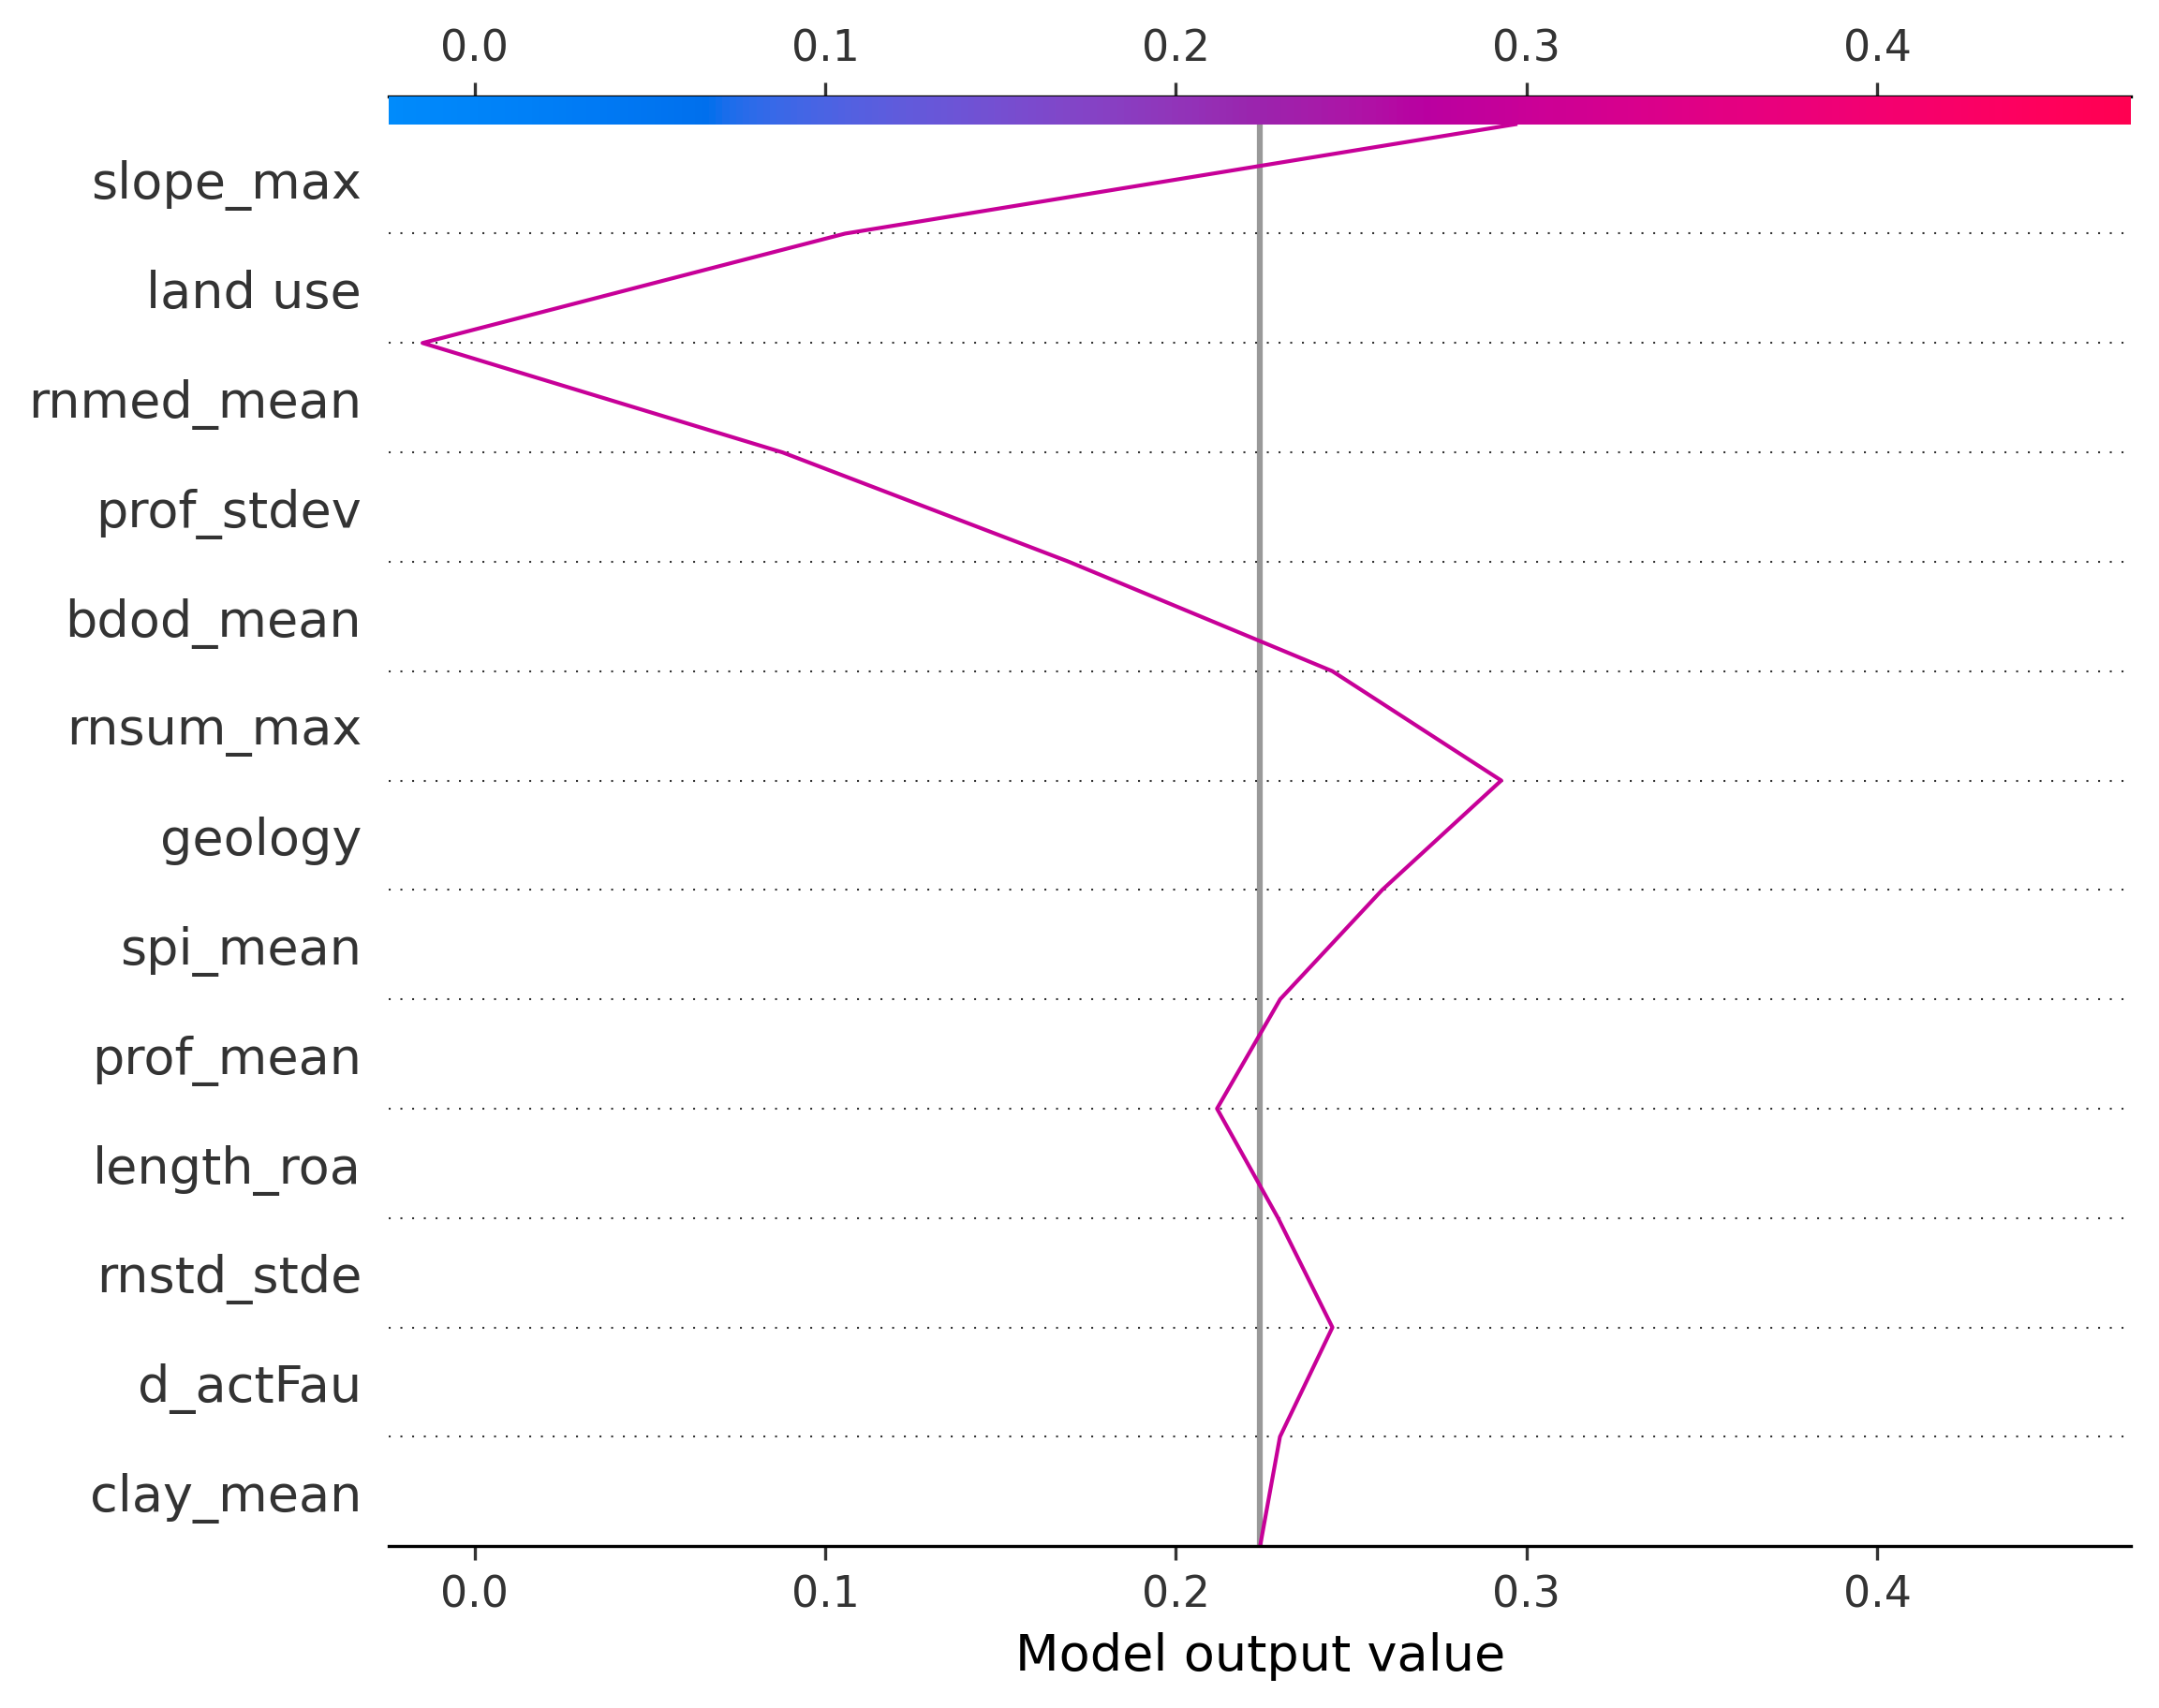 0.0 0.1 0.2 0.3 0.4
slope_max
land use
rnmed_mean
prof_stdev
bdod_mean
rnsum_max
geology
spi_mean
prof_mean
length_roa
rnstd_stde
d_actFau
clay_mean
0.0 0.1 0.2 0.3 0.4
Model output value